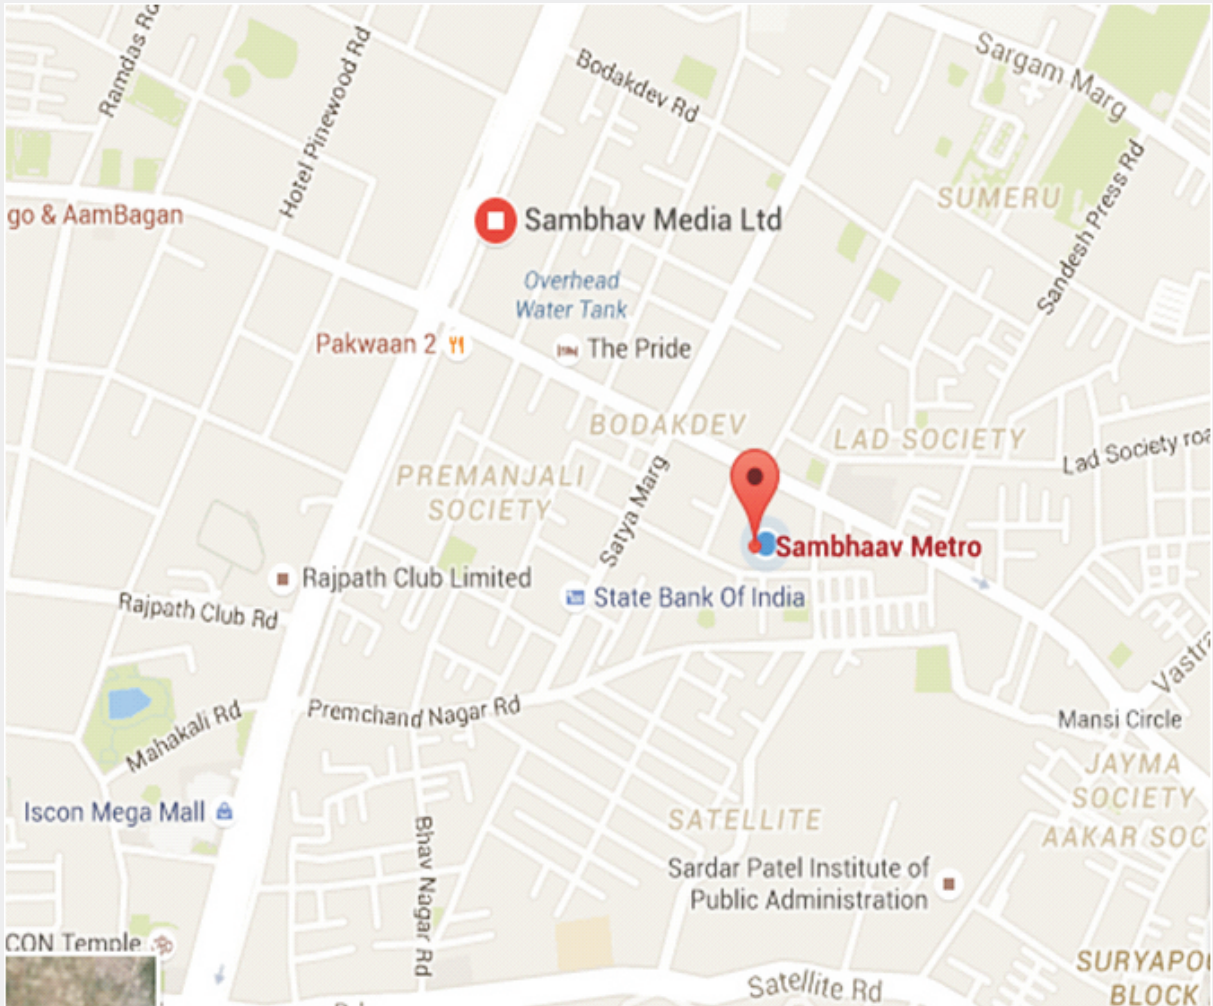 Ramdas Rd
Hotel Pinewood Rd
Bodakdev Rd
Sargam Marg
Sandesh Press Rd
SUMERU
go & AamBagan
Sambhav Media Ltd
Overhead
Water Tank
Pakwaan 2
The Pride
BODAKDEV
LAD SOCIETY
Lad Society roa
PREMANJALI
SOCIETY
Satya Marg
Sambhaav Metro
Rajpath Club Limited
State Bank Of India
Rajpath Club Rd
Vastra
Mahakali Rd
Premchand Nagar Rd
Mansi Circle
JAYMA
SOCIETY
Iscon Mega Mall
SATELLITE
AAKAR SOC
Bhav Nagar Rd
Sardar Patel Institute of
Public Administration
CON Temple
SURYAPO
BLOCK
Satellite Rd